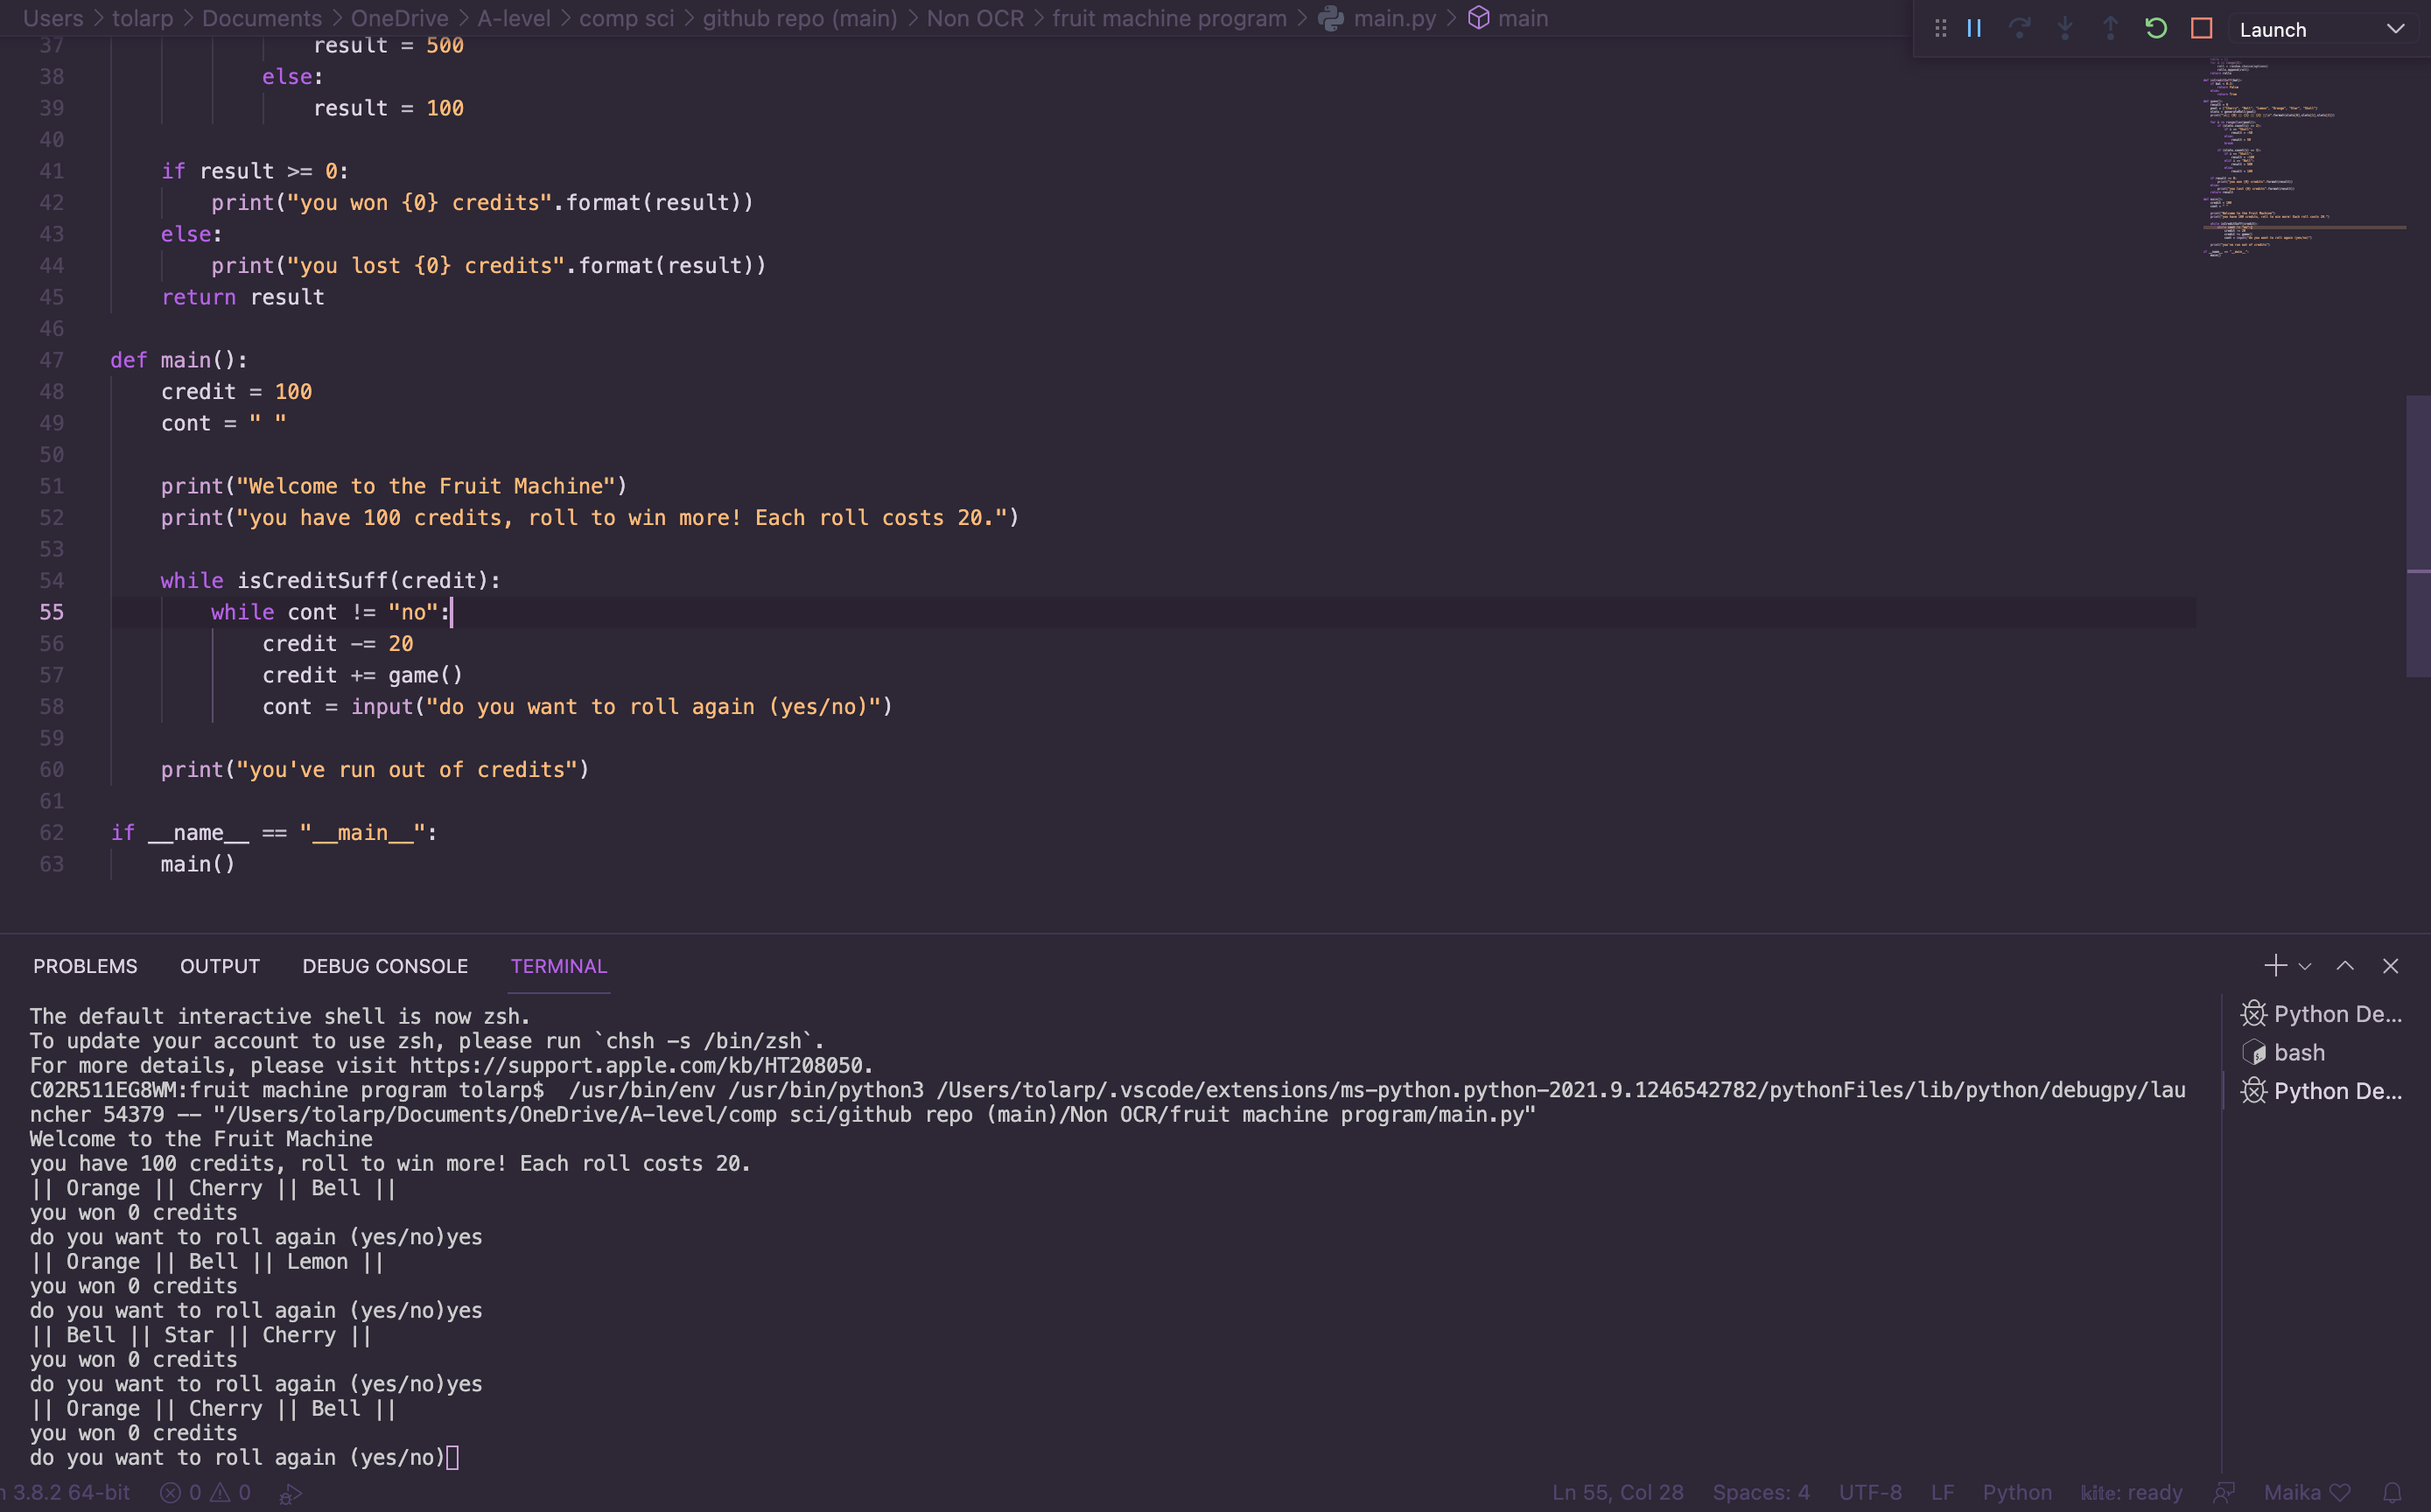 Users > tolarp > Documents > OneDrive > A-level > comp sci > github repo (main) > Non OCR > fruit machine program > main.py > main
Launch
37 result = 500
38 else:
39 result = 100
40
41 if result >= 0:
42 print("you won {0} credits".format(result))
43 else:
44 print("you lost {0} credits".format(result))
45 return result
46
47 def main():
48 credit = 100
49 cont = " "
50
51 print("Welcome to the Fruit Machine")
52 print("you have 100 credits, roll to win more! Each roll costs 20.")
53
54 while isCreditSuff(credit):
55 while cont != "no":
56 credit -= 20
57 credit += game()
58 cont = input("do you want to roll again (yes/no)")
59
60 print("you've run out of credits")
61
62 if __name__ == "__main__":
63 main()
PROBLEMS OUTPUT DEBUG CONSOLE TERMINAL
The default interactive shell is now zsh.
To update your account to use zsh, please run `chsh -s /bin/zsh`.
For more details, please visit https://support.apple.com/kb/HT208050.
C02R511EG8WM:fruit machine program tolarp$  /usr/bin/env /usr/bin/python3 /Users/tolarp/.vscode/extensions/ms-python.python-2021.9.1246542782/pythonFiles/lib/python/debugpy/lau
ncher 54379 -- "/Users/tolarp/Documents/OneDrive/A-level/comp sci/github repo (main)/Non OCR/fruit machine program/main.py"
Welcome to the Fruit Machine
you have 100 credits, roll to win more! Each roll costs 20.
|| Orange || Cherry || Bell ||
you won 0 credits
do you want to roll again (yes/no)yes
|| Orange || Bell || Lemon ||
you won 0 credits
do you want to roll again (yes/no)yes
|| Bell || Star || Cherry ||
you won 0 credits
do you want to roll again (yes/no)yes
|| Orange || Cherry || Bell ||
you won 0 credits
do you want to roll again (yes/no)
Python De...
bash
Python De...
n 3.8.2 64-bit 0 0 Ln 55, Col 28 Spaces: 4 UTF-8 LF Python kite: ready Maika